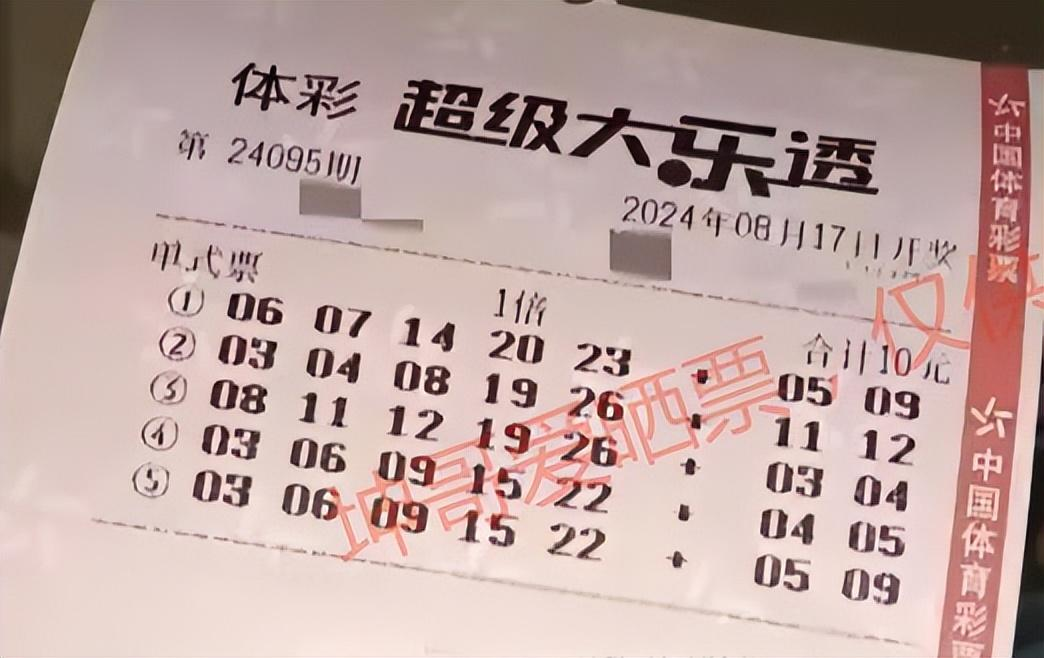 体彩 超级大乐透
第 24095期
2024年08月17日开奖
单式票 1倍 合计10元
① 06 07 14 20 23 + 05 09
② 03 04 08 19 26 + 11 12
③ 08 11 12 19 26 + 03 04
④ 03 06 09 15 22 + 04 05
⑤ 03 06 09 15 22 + 05 09
坤哥爱晒票，仅供
中国体育彩票
中国体育彩票